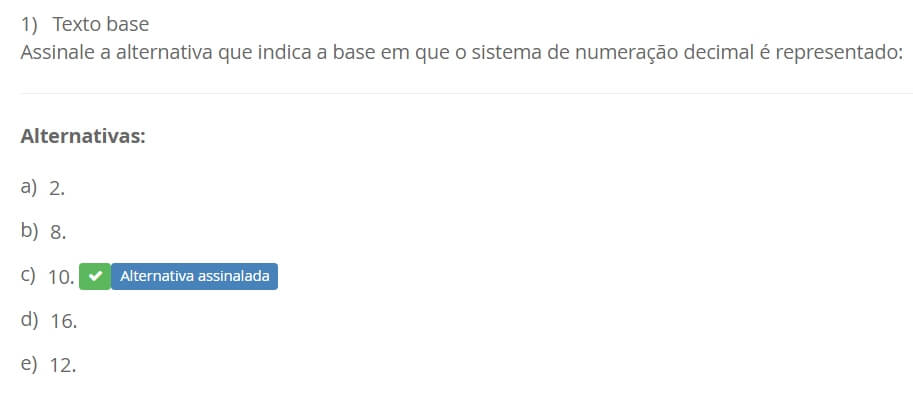 1) Texto base
Assinale a alternativa que indica a base em que o sistema de numeração decimal é representado:
Alternativas:
a) 2.
b) 8.
c) 10. Alternativa assinalada
d) 16.
e) 12.